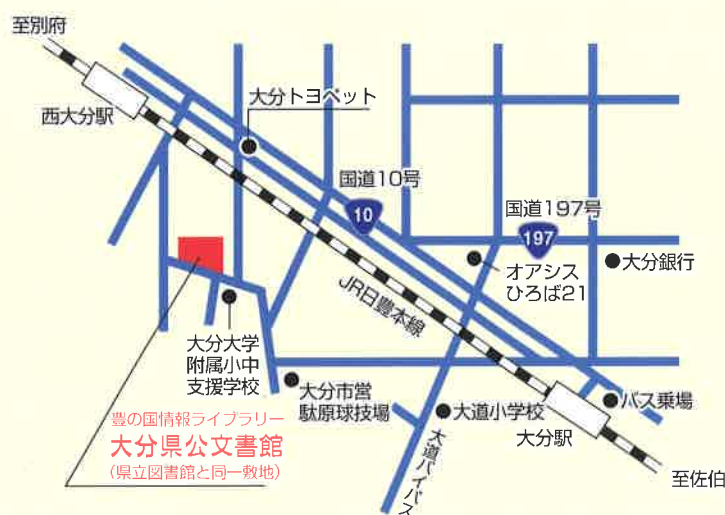 至別府
西大分駅
大分トヨペット
国道10号
10
国道197号
197
オアシス
ひろば21
大分銀行
JR日豊本線
大分大学
附属小中
支援学校
大分市営
駄原球技場
大道小学校
バス乗場
大分駅
大道バイパス
至佐伯
豊の国情報ライブラリー
大分県公文書館
(県立図書館と同一敷地)